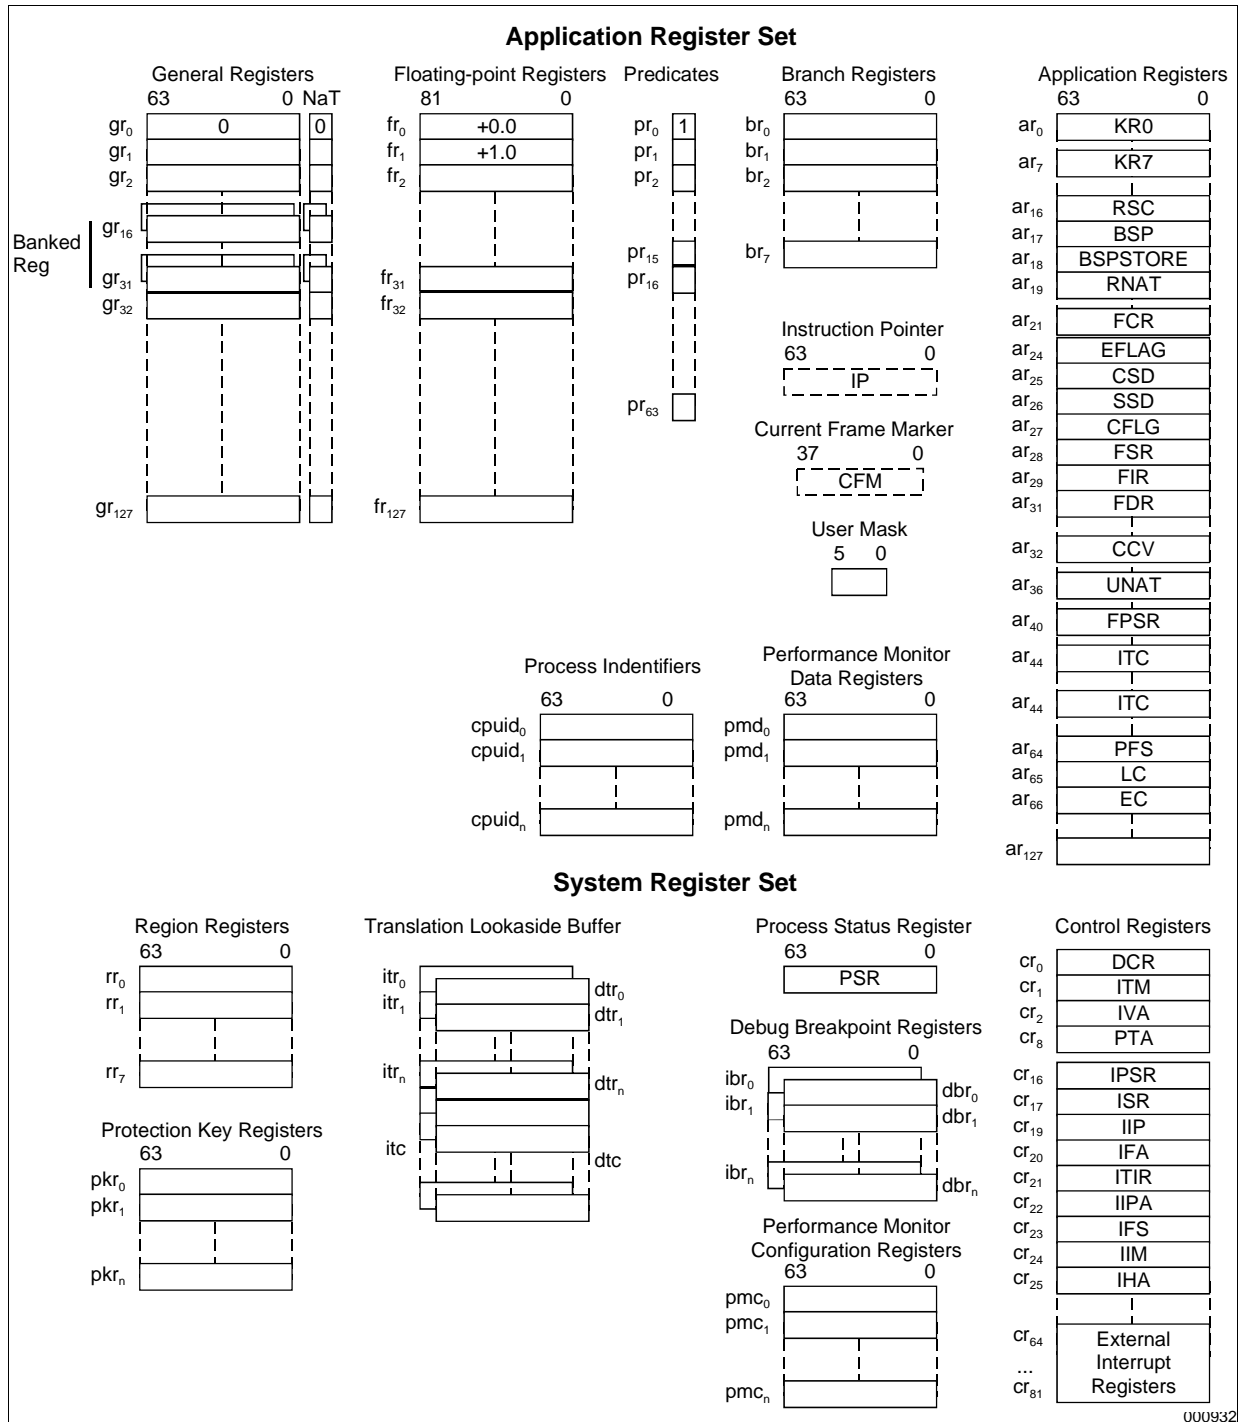 Application Register Set
General Registers
63 0 NaT
gr0 0 0
gr1
gr2
Banked Reg
gr16
gr31
gr32
gr127
Floating-point Registers
81 0
fr0 +0.0
fr1 +1.0
fr2
fr31
fr32
fr127
Predicates
pr0 1
pr1
pr2
pr15
pr16
pr63
Branch Registers
63 0
br0
br1
br2
br7
Instruction Pointer
63 0
IP
Current Frame Marker
37 0
CFM
User Mask
5 0
Application Registers
63 0
ar0 KR0
ar7 KR7
ar16 RSC
ar17 BSP
ar18 BSPSTORE
ar19 RNAT
ar21 FCR
ar24 EFLAG
ar25 CSD
ar26 SSD
ar27 CFLG
ar28 FSR
ar29 FIR
ar31 FDR
ar32 CCV
ar36 UNAT
ar40 FPSR
ar44 ITC
ar44 ITC
ar64 PFS
ar65 LC
ar66 EC
ar127
Process Indentifiers
63 0
cpuid0
cpuid1
cpuidn
Performance Monitor
Data Registers
63 0
pmd0
pmd1
pmdn
System Register Set
Region Registers
63 0
rr0
rr1
rr7
Protection Key Registers
63 0
pkr0
pkr1
pkrn
Translation Lookaside Buffer
itr0 dtr0
itr1 dtr1
itrn dtrn
itc dtc
Process Status Register
63 0
PSR
Debug Breakpoint Registers
63 0
ibr0 dbr0
ibr1 dbr1
ibrn dbrn
Performance Monitor
Configuration Registers
63 0
pmc0
pmc1
pmcn
Control Registers
cr0 DCR
cr1 ITM
cr2 IVA
cr8 PTA
cr16 IPSR
cr17 ISR
cr19 IIP
cr20 IFA
cr21 ITIR
cr22 IIPA
cr23 IFS
cr24 IIM
cr25 IHA
cr64 External
... Interrupt
cr81 Registers
000932